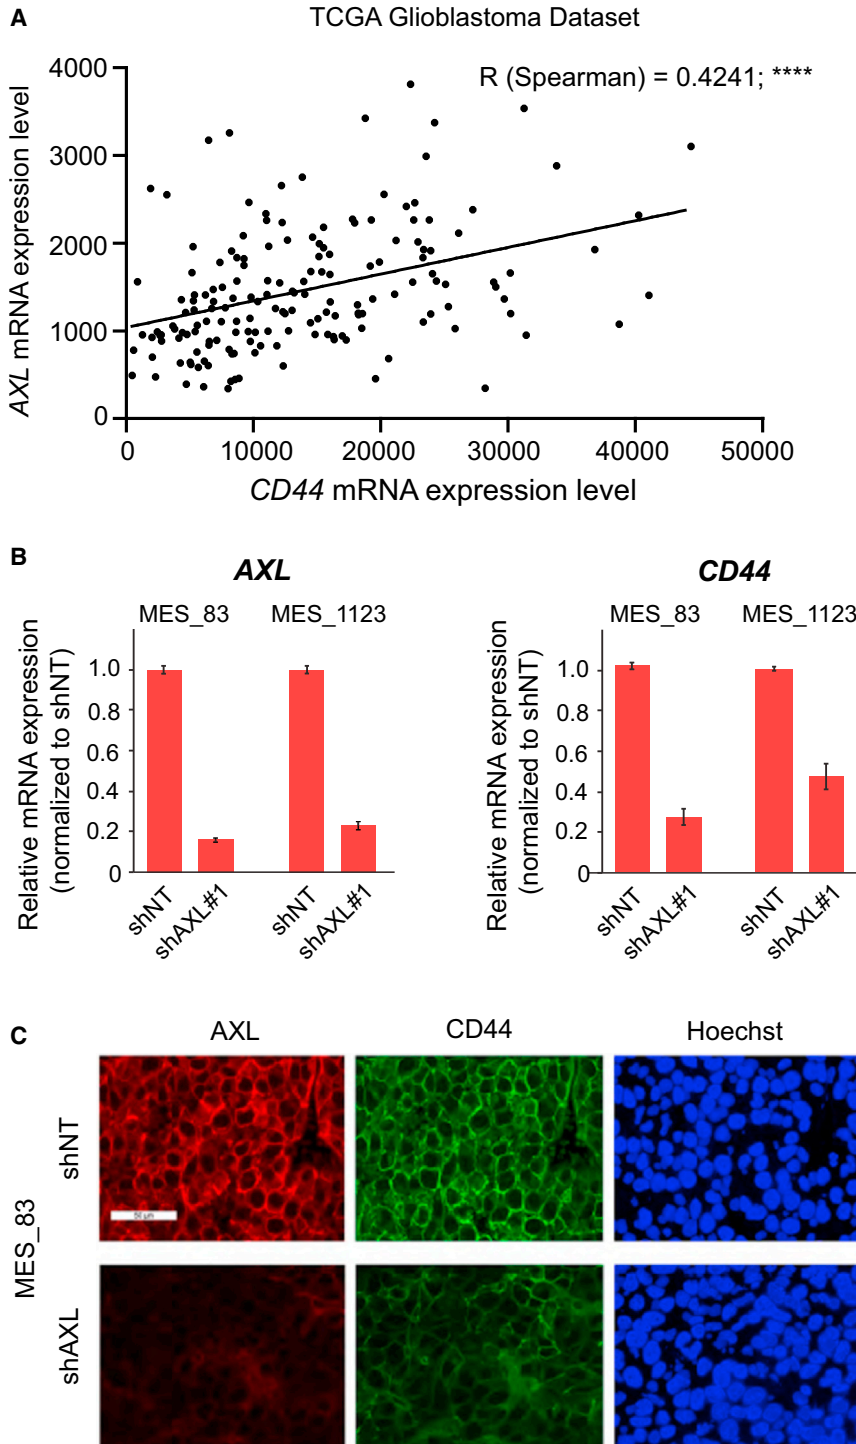 A
TCGA Glioblastoma Dataset
R (Spearman) = 0.4241; ****
AXL mRNA expression level
4000
3000
2000
1000
0
0 10000 20000 30000 40000 50000
CD44 mRNA expression level
B
AXL
MES_83 MES_1123
Relative mRNA expression
(normalized to shNT)
1.0
0.8
0.6
0.4
0.2
0
shNT shAXL#1 shNT shAXL#1
CD44
MES_83 MES_1123
Relative mRNA expression
(normalized to shNT)
1.0
0.8
0.6
0.4
0.2
0
shNT shAXL#1 shNT shAXL#1
C
AXL CD44 Hoechst
MES_83
shNT
50 µm
shAXL